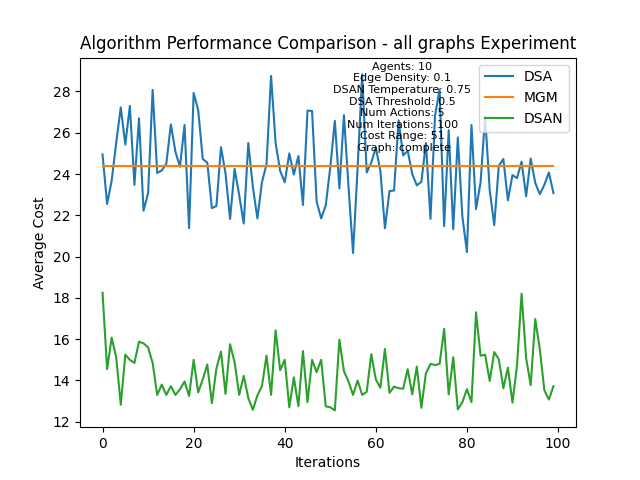 Algorithm Performance Comparison - all graphs Experiment
Agents: 10
Edge Density: 0.1
DSAN Temperature: 0.75
DSA Threshold: 0.5
Num Actions: 5
Num Iterations: 100
Cost Range: 51
Graph: complete
DSA
MGM
DSAN
Average Cost
28
26
24
22
20
18
16
14
12
0
20
40
60
80
100
Iterations